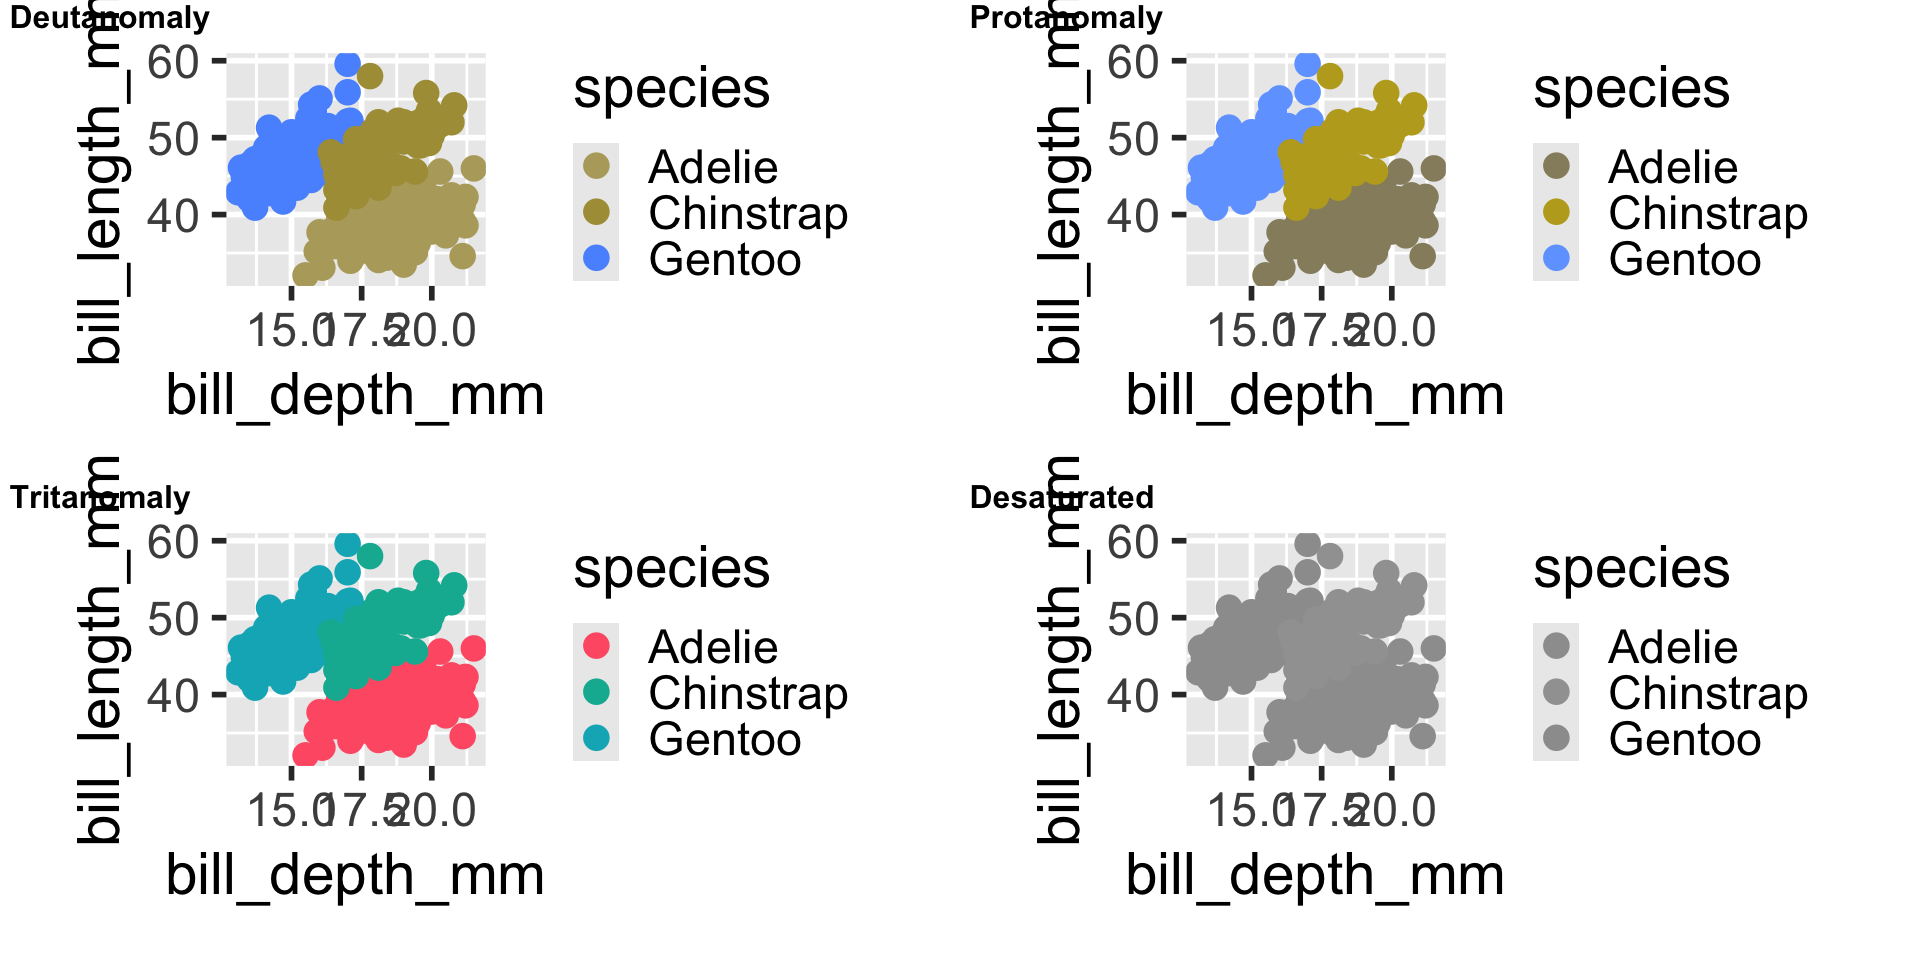 Deutanomaly
bill_length_mm
60
50
40
15.0 17.5 20.0
bill_depth_mm
species
Adelie
Chinstrap
Gentoo
Protanomaly
bill_length_mm
60
50
40
15.0 17.5 20.0
bill_depth_mm
species
Adelie
Chinstrap
Gentoo
Tritanomaly
bill_length_mm
60
50
40
15.0 17.5 20.0
bill_depth_mm
species
Adelie
Chinstrap
Gentoo
Desaturated
bill_length_mm
60
50
40
15.0 17.5 20.0
bill_depth_mm
species
Adelie
Chinstrap
Gentoo